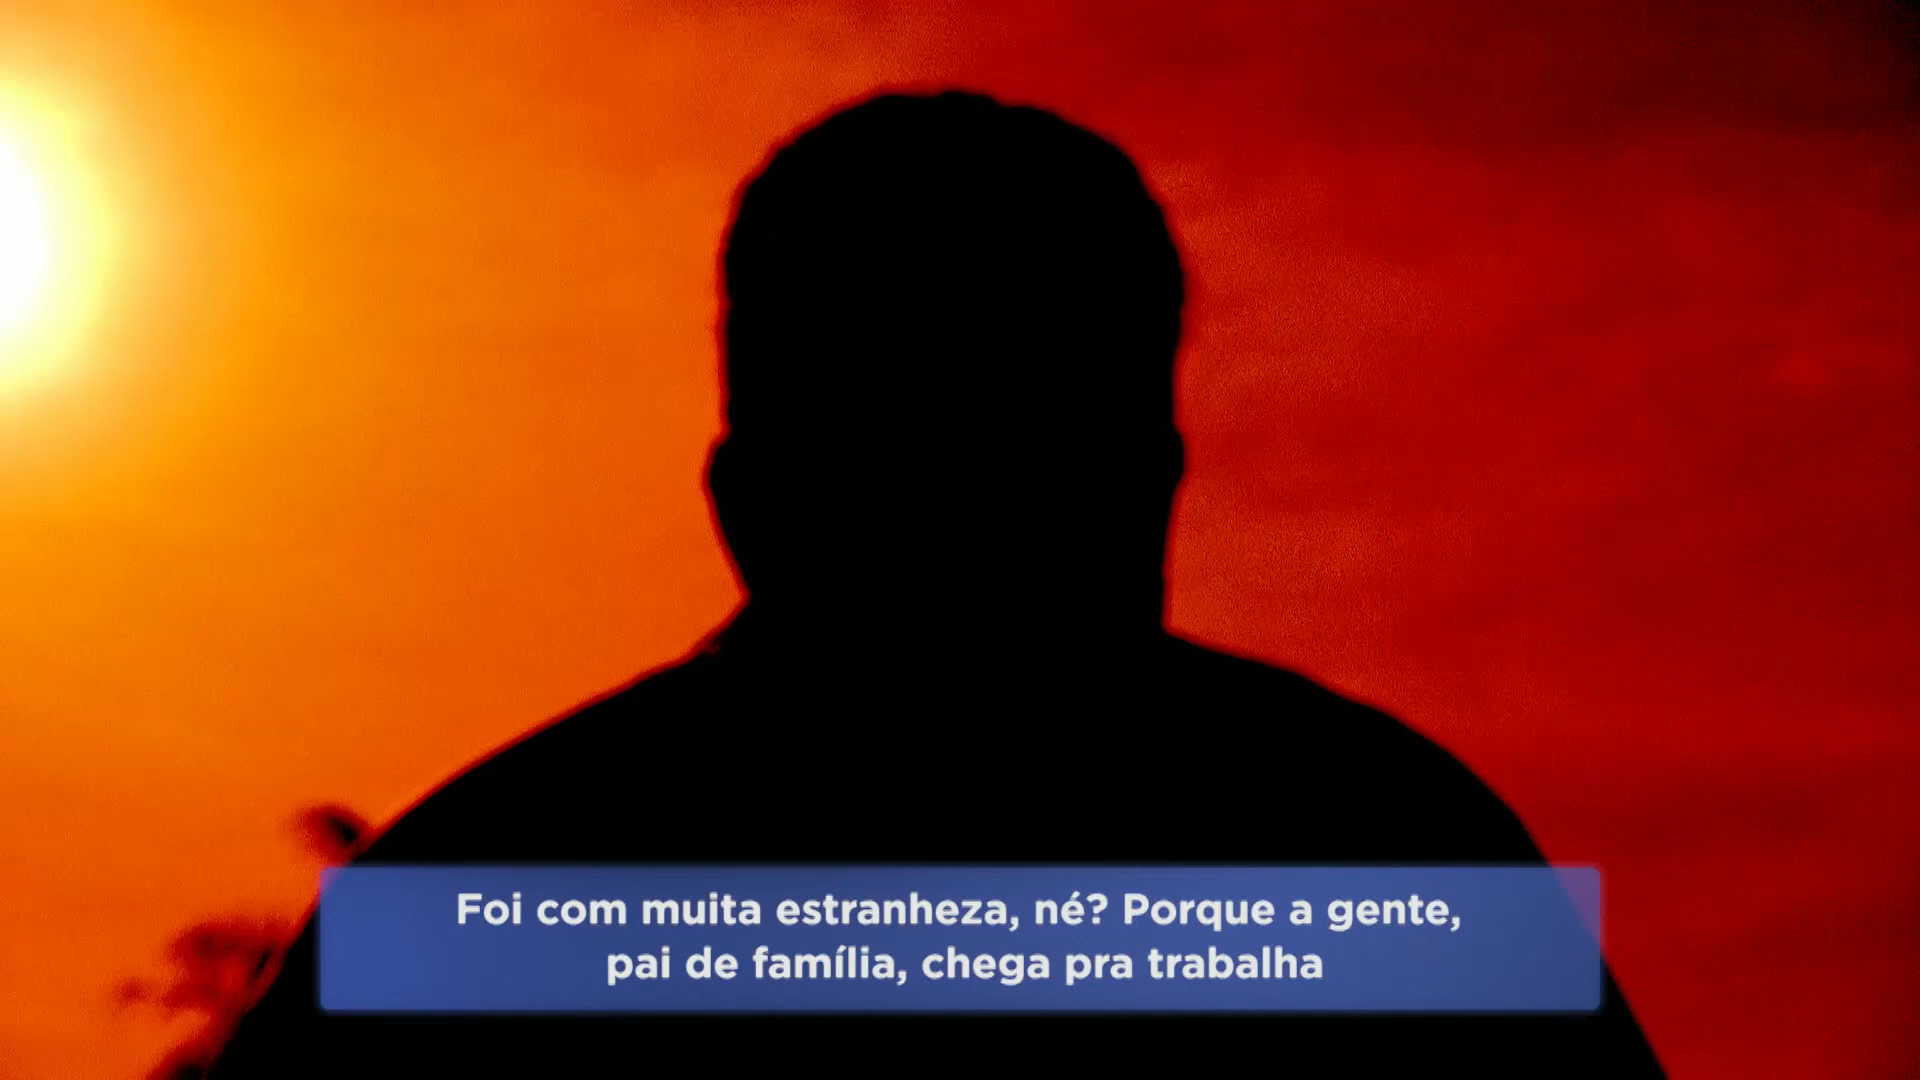 Foi com muita estranheza, né? Porque a gente,
pai de família, chega pra trabalha